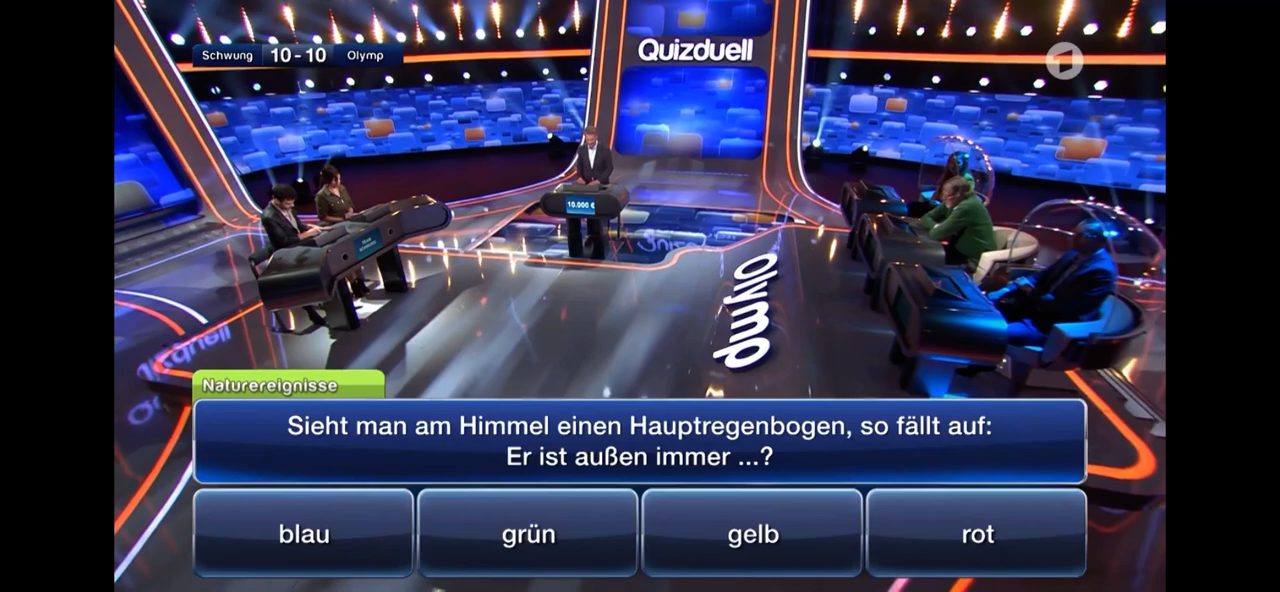 Schwung 10-10 Olymp
Quizduell
10.000 €
Olymp
Naturereignisse
Sieht man am Himmel einen Hauptregenbogen, so fällt auf:
Er ist außen immer ...?
blau grün gelb rot